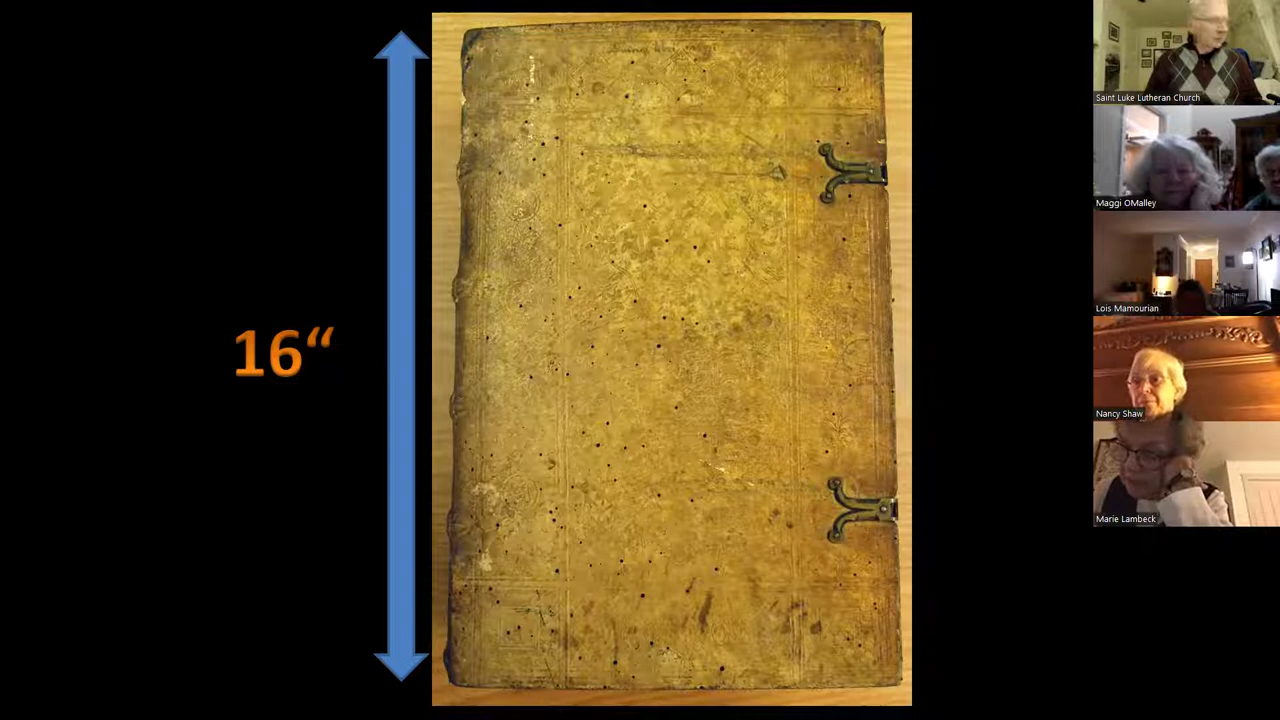 16“
Saint Luke Lutheran Church
Maggi OMalley
Lois Mamourian
Nancy Shaw
Marie Lambeck